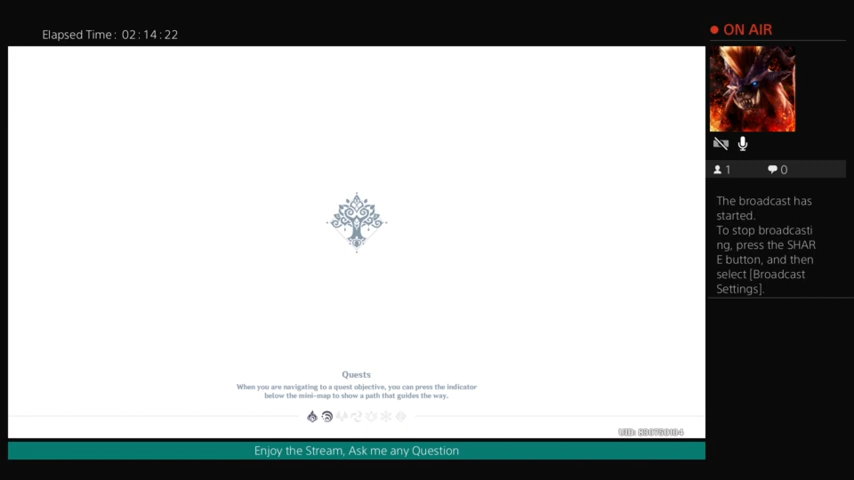 Elapsed Time: 02:14:22
ON AIR
1
0
The broadcast has
started.
To stop broadcasti
ng, press the SHAR
E button, and then
select [Broadcast
Settings].
Quests
When you are navigating to a quest objective, you can press the indicator
below the mini-map to show a path that guides the way.
Enjoy the Stream, Ask me any Question